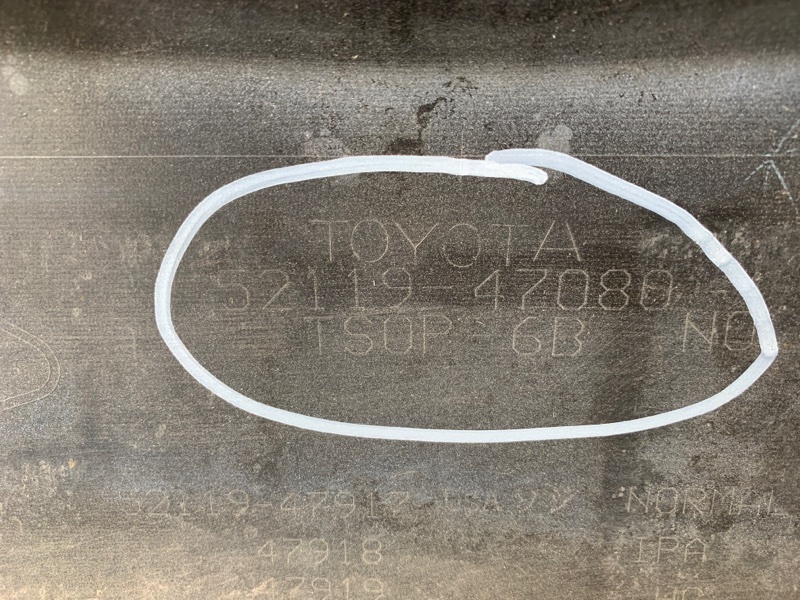 TOYOTA
52119-47080
TSOP-6B NO
52119-47917 NORMAL
47918 IPA
47919